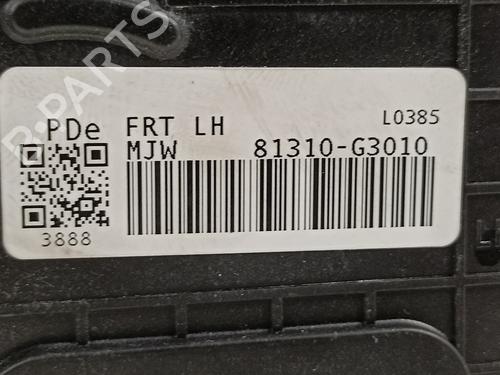 B-PARTS
L0385
PDe FRT LH
MJW 81310-G3010
3888